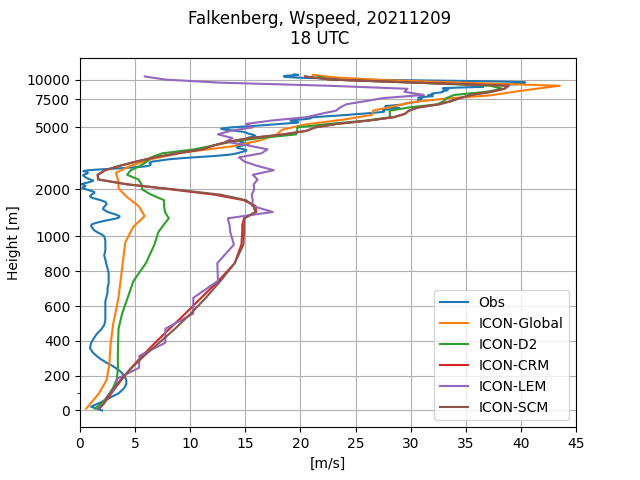 Falkenberg, Wspeed, 20211209
18 UTC
Height [m]
10000
7500
5000
2000
1000
800
600
400
200
0
Obs
ICON-Global
ICON-D2
ICON-CRM
ICON-LEM
ICON-SCM
0 5 10 15 20 25 30 35 40 45
[m/s]